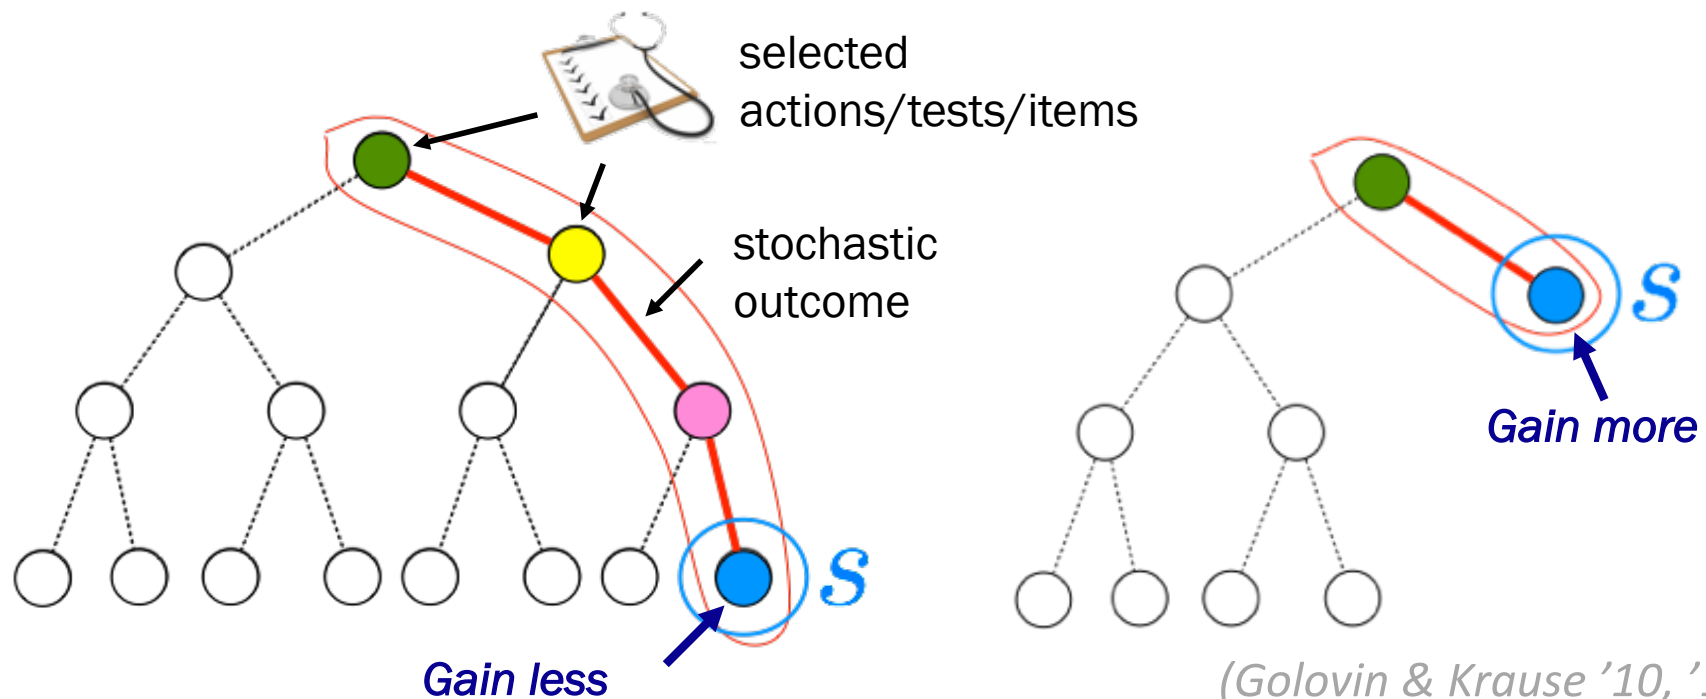 selected
actions/tests/items
stochastic
outcome
s
s
Gain more
Gain less
(Golovin & Krause ’10, ’